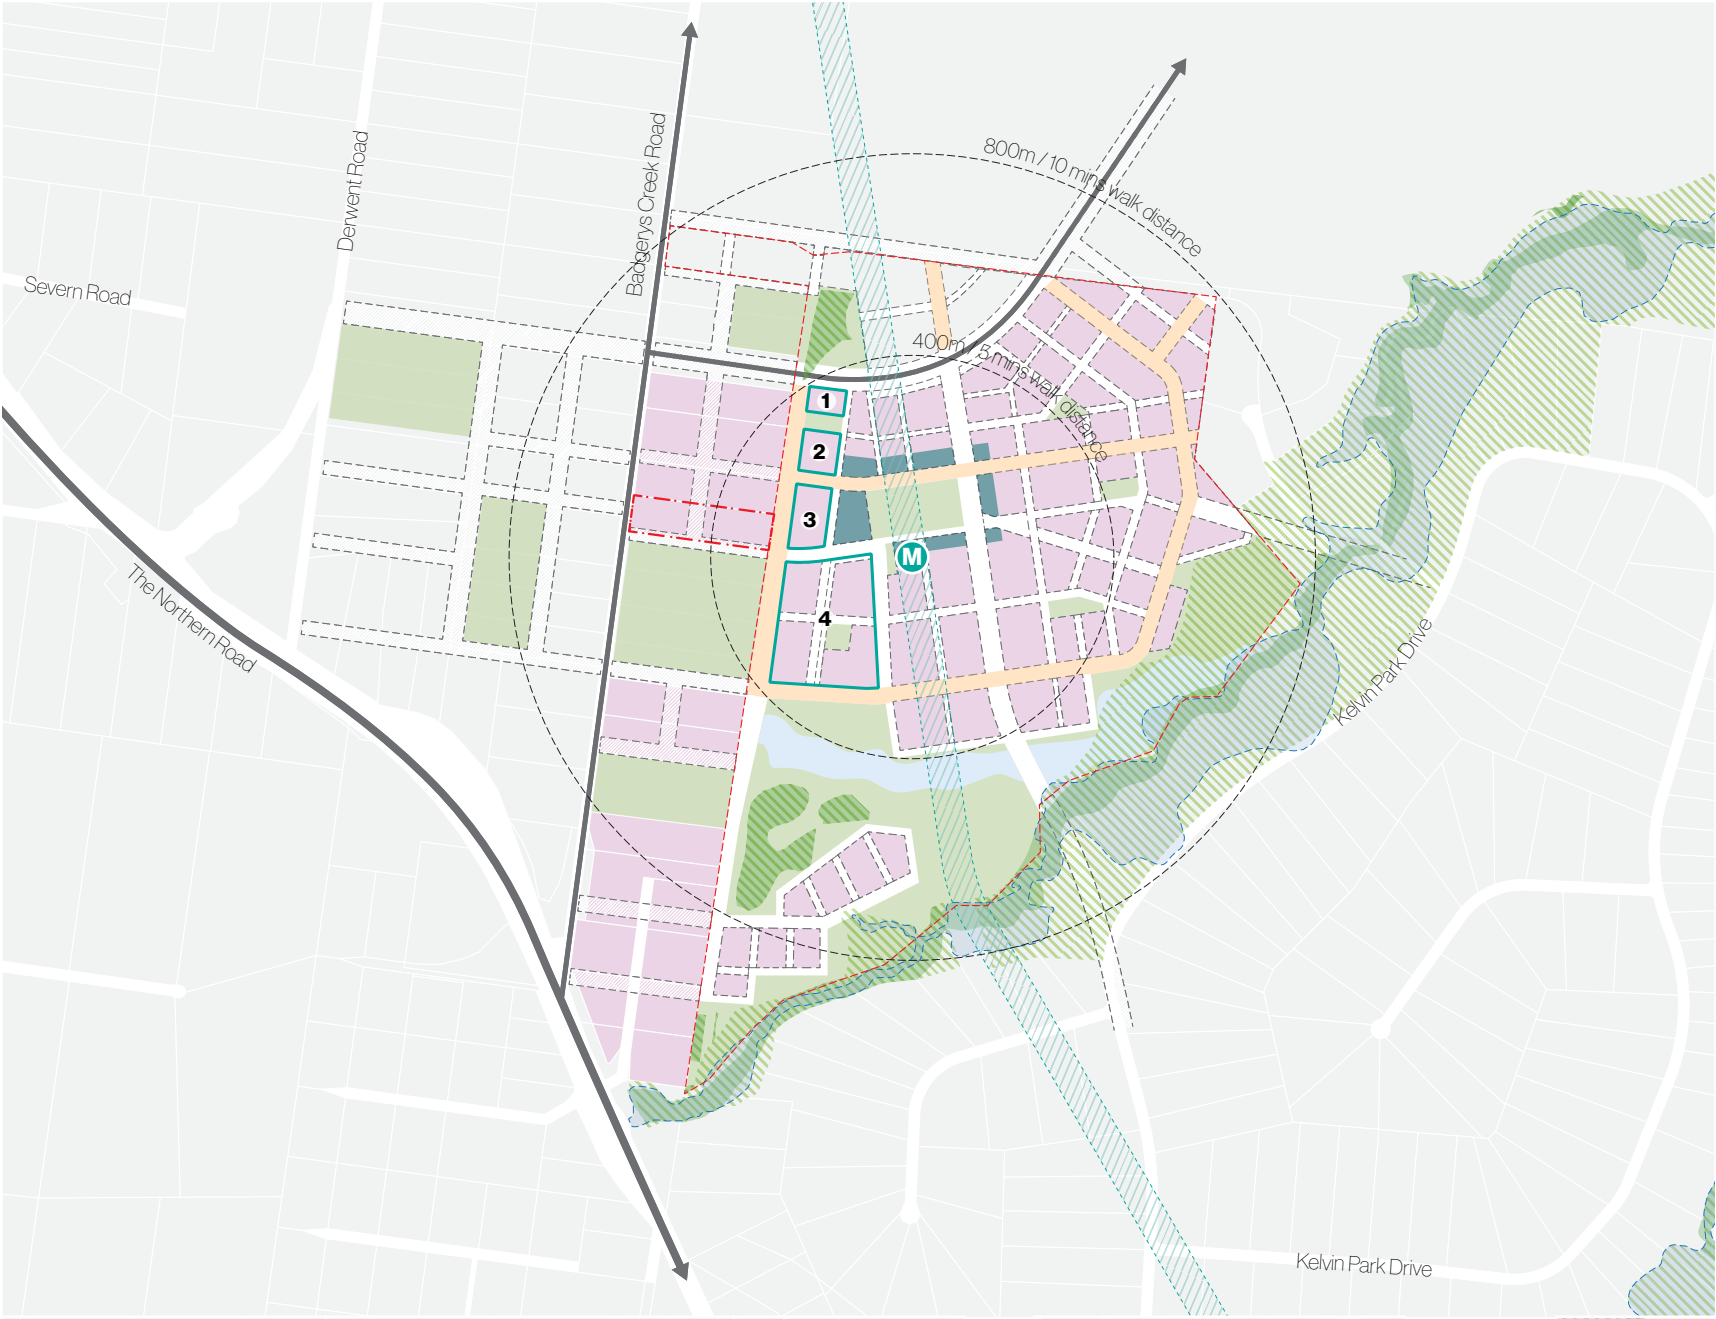 800m / 10 mins walk distance
Derwent Road
Badgerys Creek Road
Severn Road
400m / 5 mins walk distance
1
2
3
M
4
The Northern Road
Kelvin Park Drive
Kelvin Park Drive